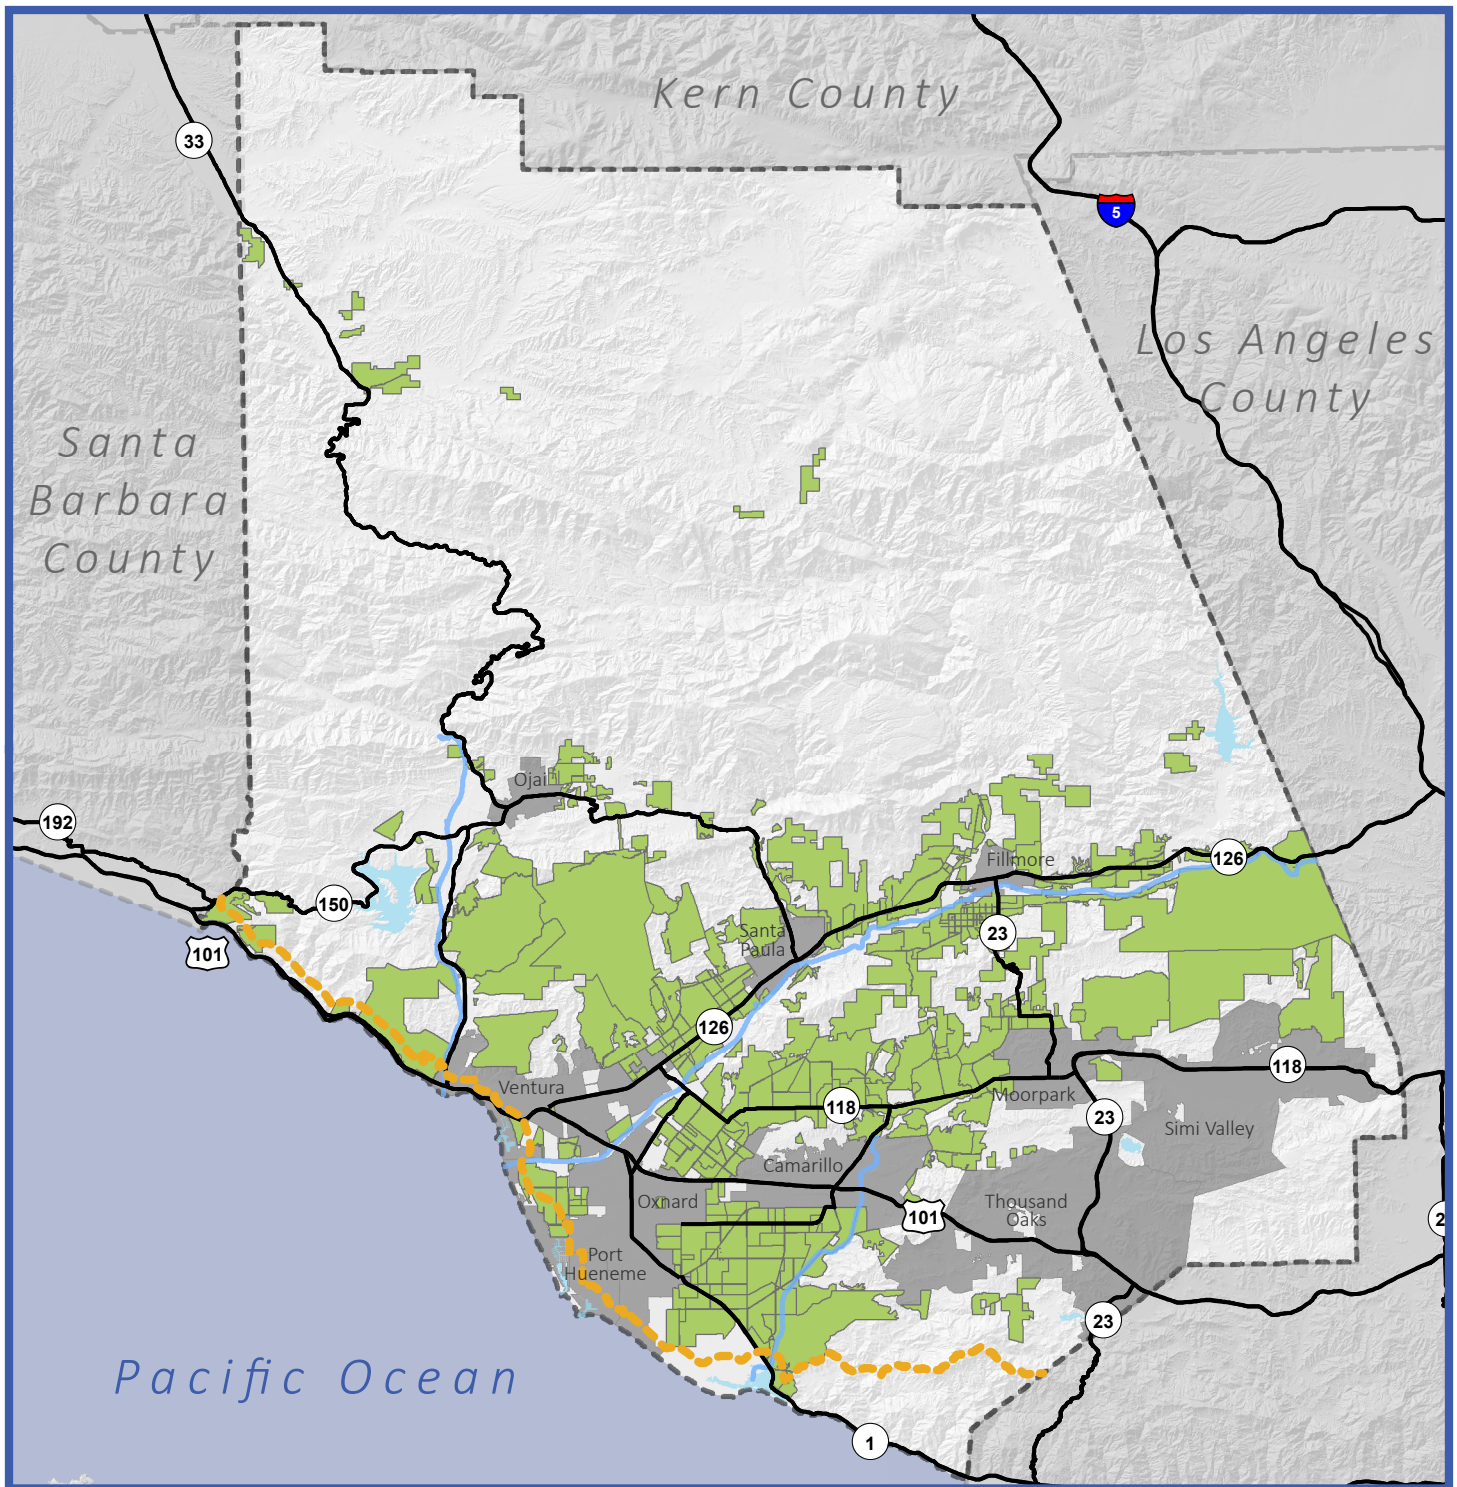 Kern County
33
5
Los Angeles
County
Santa
Barbara
County
Ojai
192
Fillmore
126
150
Santa
Paula
23
101
126
Ventura
118
118
Moorpark
23
Simi Valley
Camarillo
Oxnard
Thousand
Oaks
101
2
Port
Hueneme
23
Pacific Ocean
1